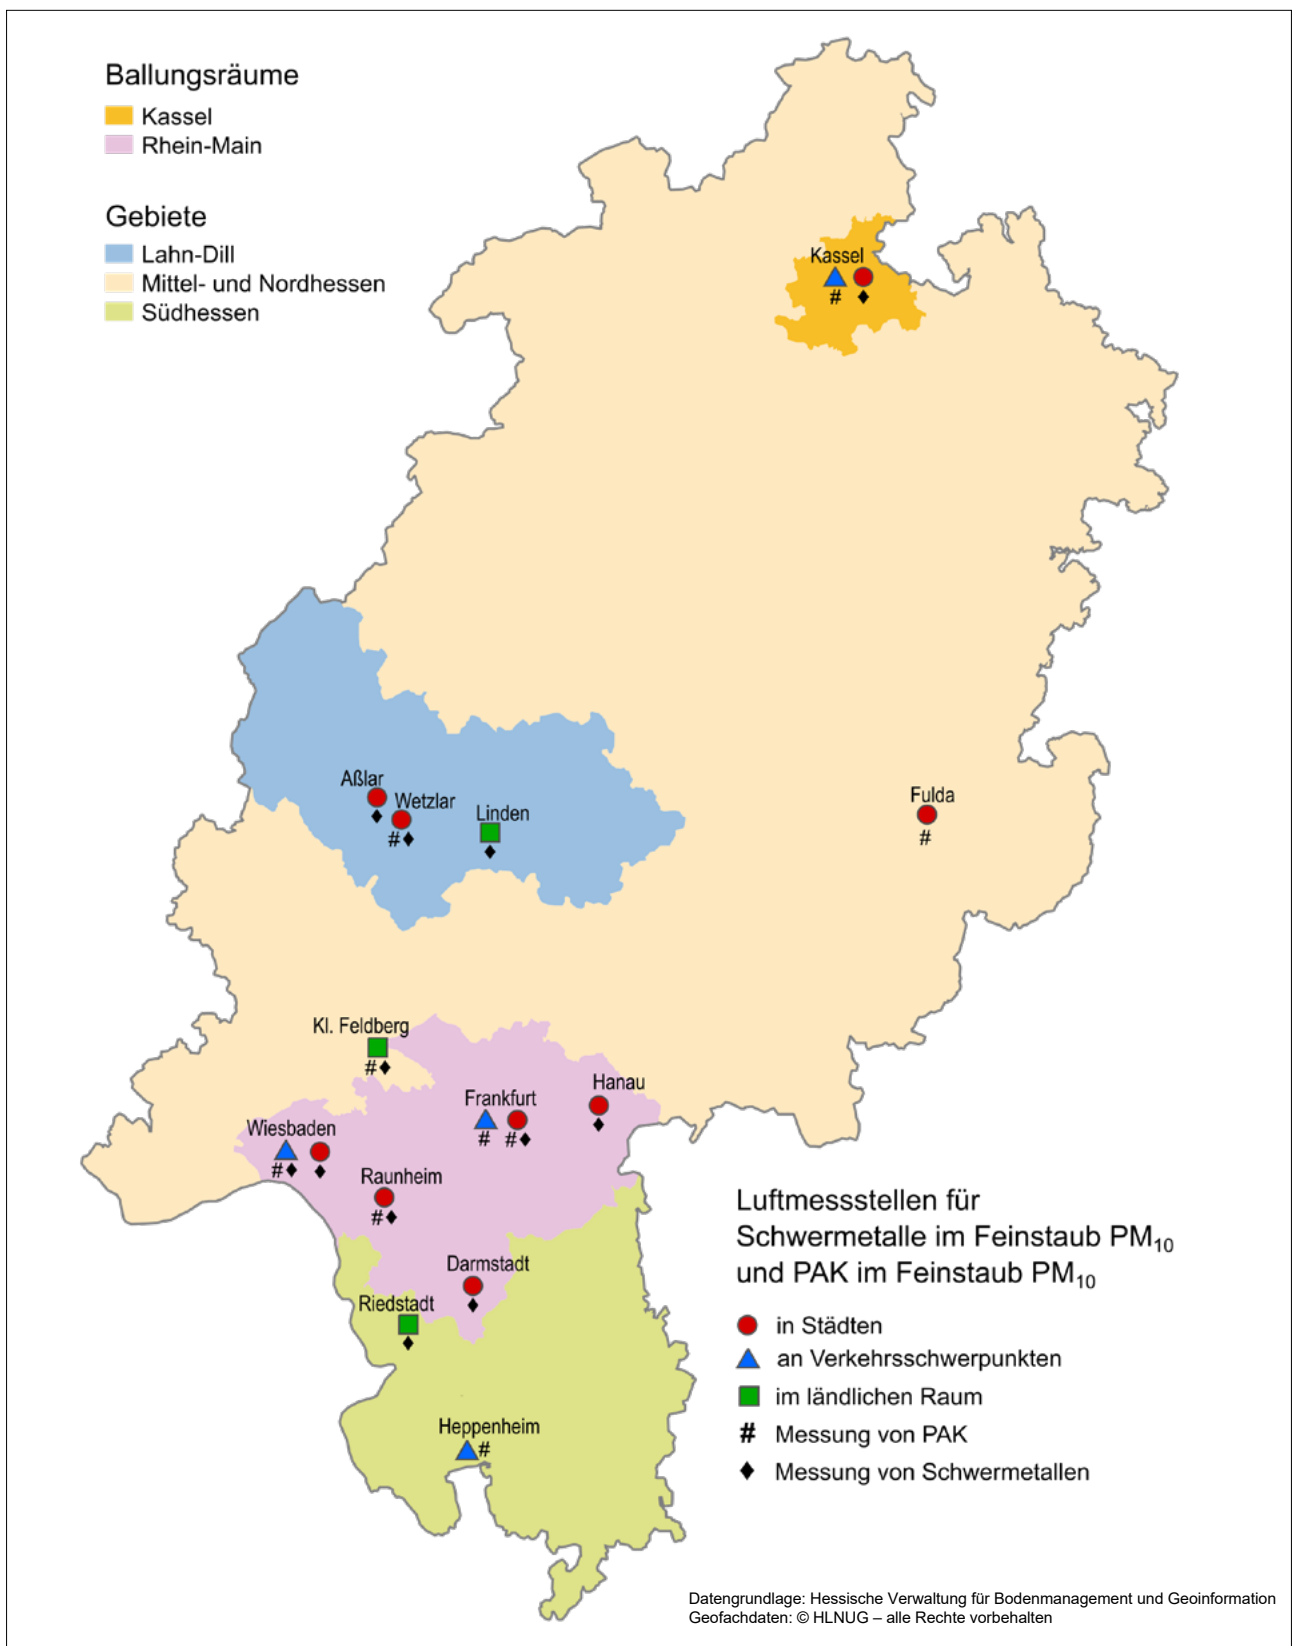 Ballungsräume
Kassel
Rhein-Main
Gebiete
Lahn-Dill
Mittel- und Nordhessen
Südhessen
Kassel
#
♦
Aßlar
♦
Wetzlar
#♦
Linden
♦
Fulda
#
Kl. Feldberg
#♦
Hanau
♦
Frankfurt
# #♦
Wiesbaden
#♦ ♦
Raunheim
#♦
Darmstadt
♦
Riedstadt
♦
Heppenheim
#
Luftmessstellen für
Schwermetalle im Feinstaub PM10
und PAK im Feinstaub PM10
in Städten
an Verkehrsschwerpunkten
im ländlichen Raum
# Messung von PAK
♦ Messung von Schwermetallen
Datengrundlage: Hessische Verwaltung für Bodenmanagement und Geoinformation
Geofachdaten: © HLNUG – alle Rechte vorbehalten